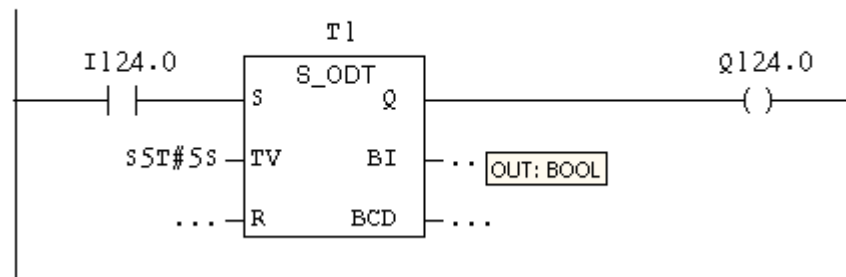 T1
I124.0
Q124.0
S_ODT
S
Q
S5T#5S
TV
BI
..
OUT: BOOL
...
R
BCD
...